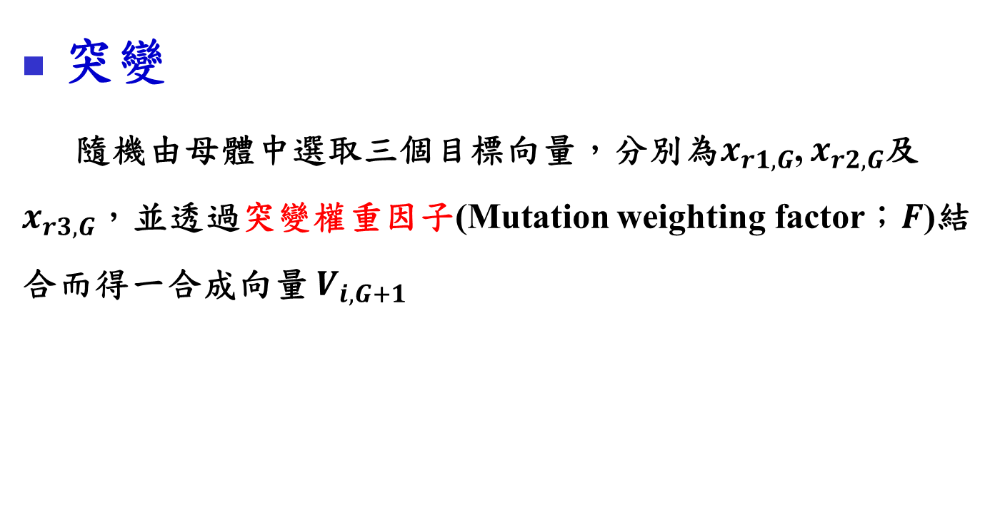 突變
隨機由母體中選取三個目標向量，分別為x_{r1,G}, x_{r2,G}及
x_{r3,G}，並透過突變權重因子(Mutation weighting factor；F)結
合而得一合成向量 V_{i,G+1}